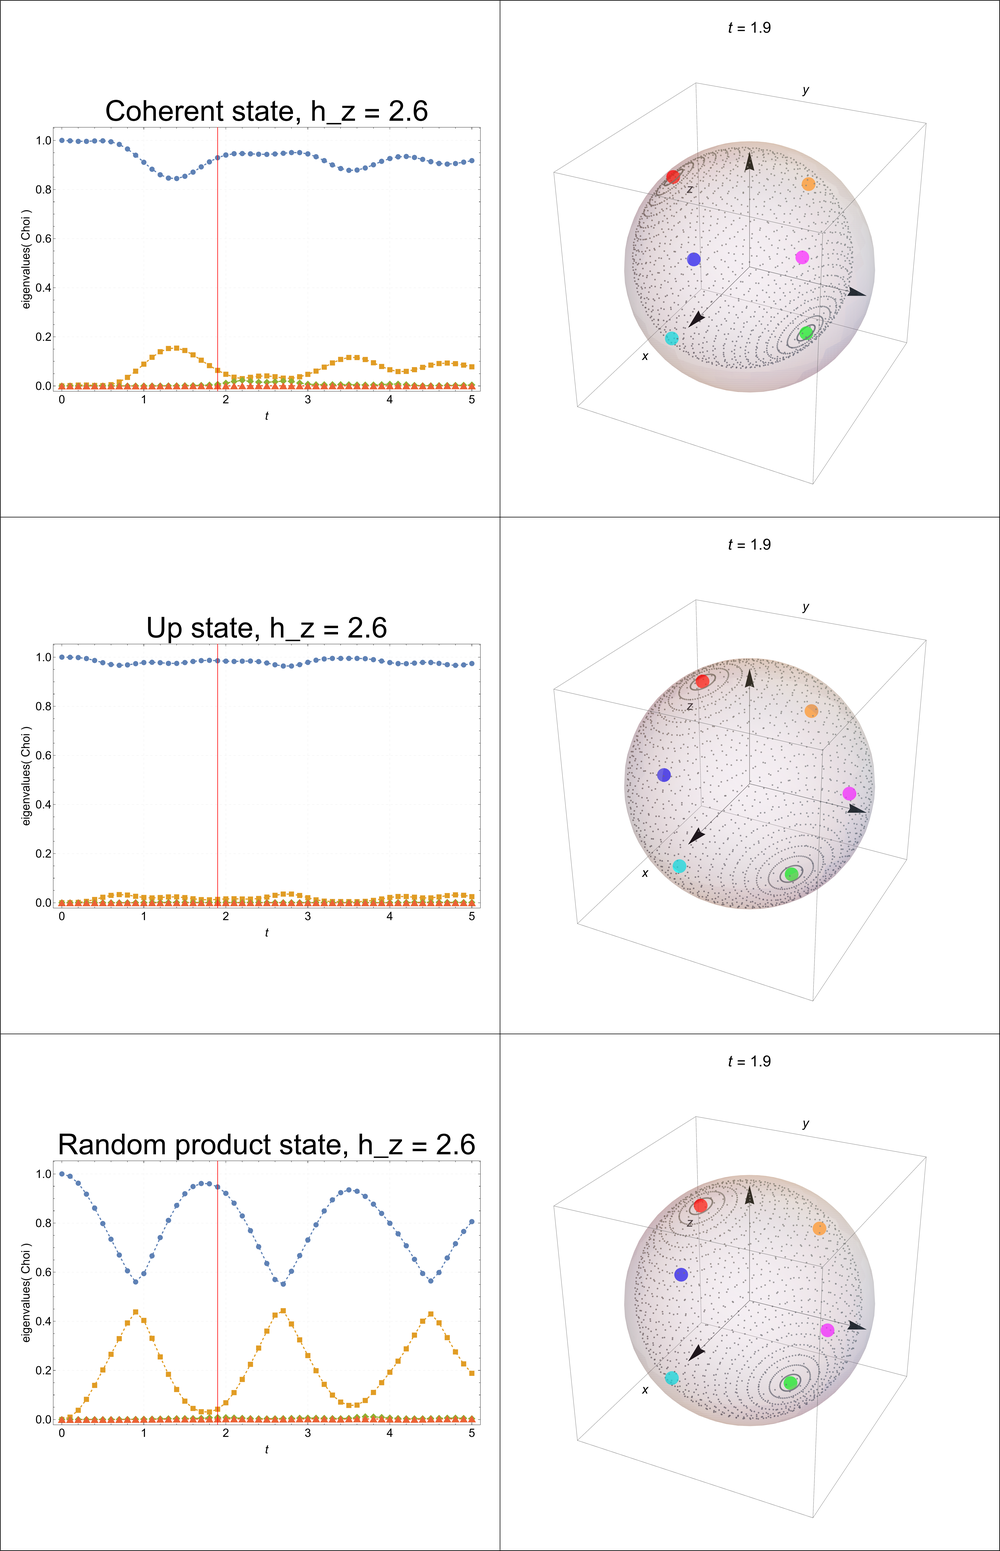 t = 1.9
y
Coherent state, h_z = 2.6
1.0
0.8
0.6
0.4
0.2
0.0
eigenvalues( Choi )
0 1 2 3 4 5
t
z
x
t = 1.9
y
Up state, h_z = 2.6
1.0
0.8
0.6
0.4
0.2
0.0
eigenvalues( Choi )
0 1 2 3 4 5
t
z
x
t = 1.9
y
Random product state, h_z = 2.6
1.0
0.8
0.6
0.4
0.2
0.0
eigenvalues( Choi )
0 1 2 3 4 5
t
z
x